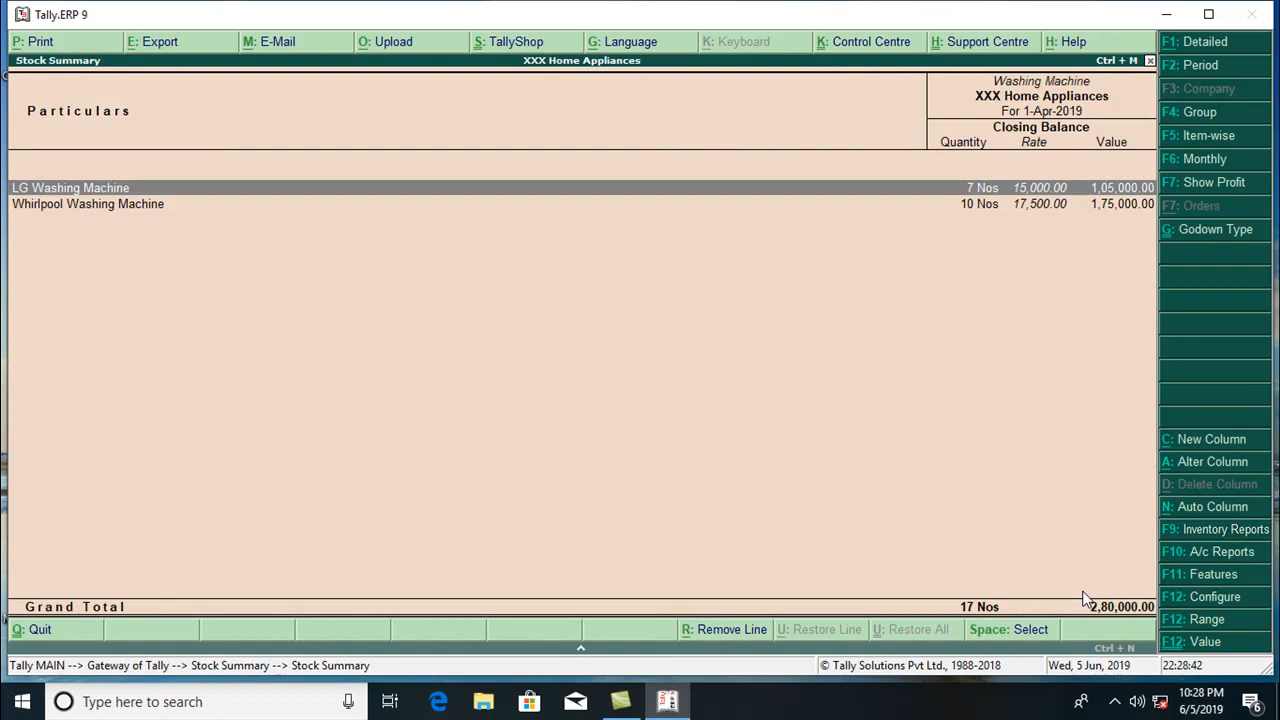 Tally.ERP 9
P: Print E: Export M: E-Mail O: Upload S: TallyShop G: Language K: Keyboard K: Control Centre H: Support Centre H: Help
Stock Summary XXX Home Appliances Ctrl + M
Particulars
Washing Machine
XXX Home Appliances
For 1-Apr-2019
Closing Balance
Quantity Rate Value
LG Washing Machine 7 Nos 15,000.00 1,05,000.00
Whirlpool Washing Machine 10 Nos 17,500.00 1,75,000.00
Grand Total 17 Nos 2,80,000.00
F1: Detailed
F2: Period
F3: Company
F4: Group
F5: Item-wise
F6: Monthly
F7: Show Profit
F7: Orders
G: Godown Type
C: New Column
A: Alter Column
D: Delete Column
N: Auto Column
F9: Inventory Reports
F10: A/c Reports
F11: Features
F12: Configure
F12: Range
F12: Value
Q: Quit R: Remove Line U: Restore Line U: Restore All Space: Select
Ctrl + N
Tally MAIN --> Gateway of Tally --> Stock Summary --> Stock Summary © Tally Solutions Pvt Ltd., 1988-2018 Wed, 5 Jun, 2019 22:28:42
Type here to search
10:28 PM
6/5/2019
6